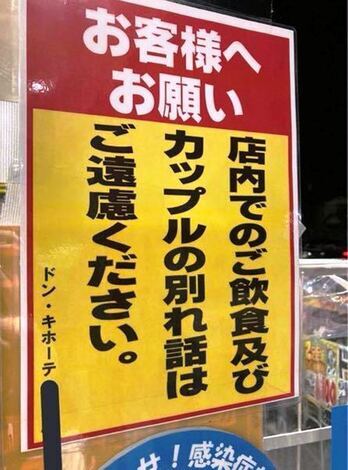 お客様へ
お願い
店内でのご飲食及び
カップルの別れ話は
ご遠慮ください。
ドン・キホーテ
せ!感染症